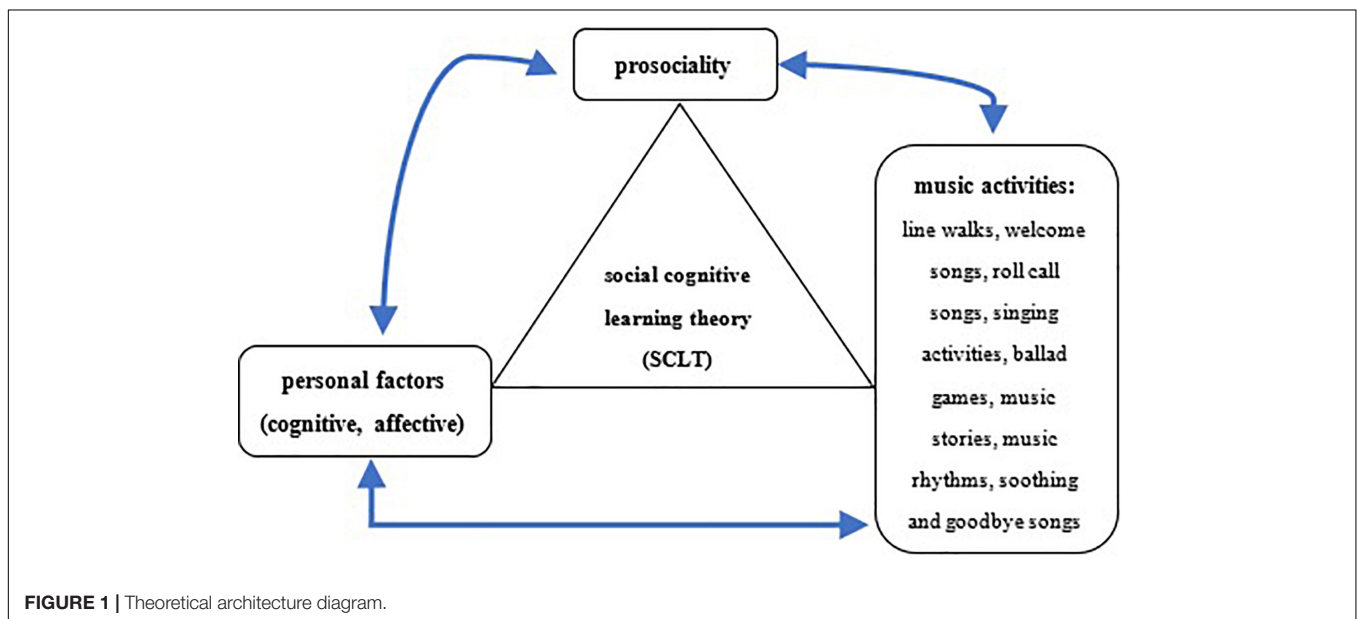 prosociality
social cognitive
learning theory
(SCLT)
personal factors
(cognitive, affective)
music activities:
line walks, welcome
songs, roll call
songs, singing
activities, ballad
games, music
stories, music
rhythms, soothing
and goodbye songs
FIGURE 1 | Theoretical architecture diagram.